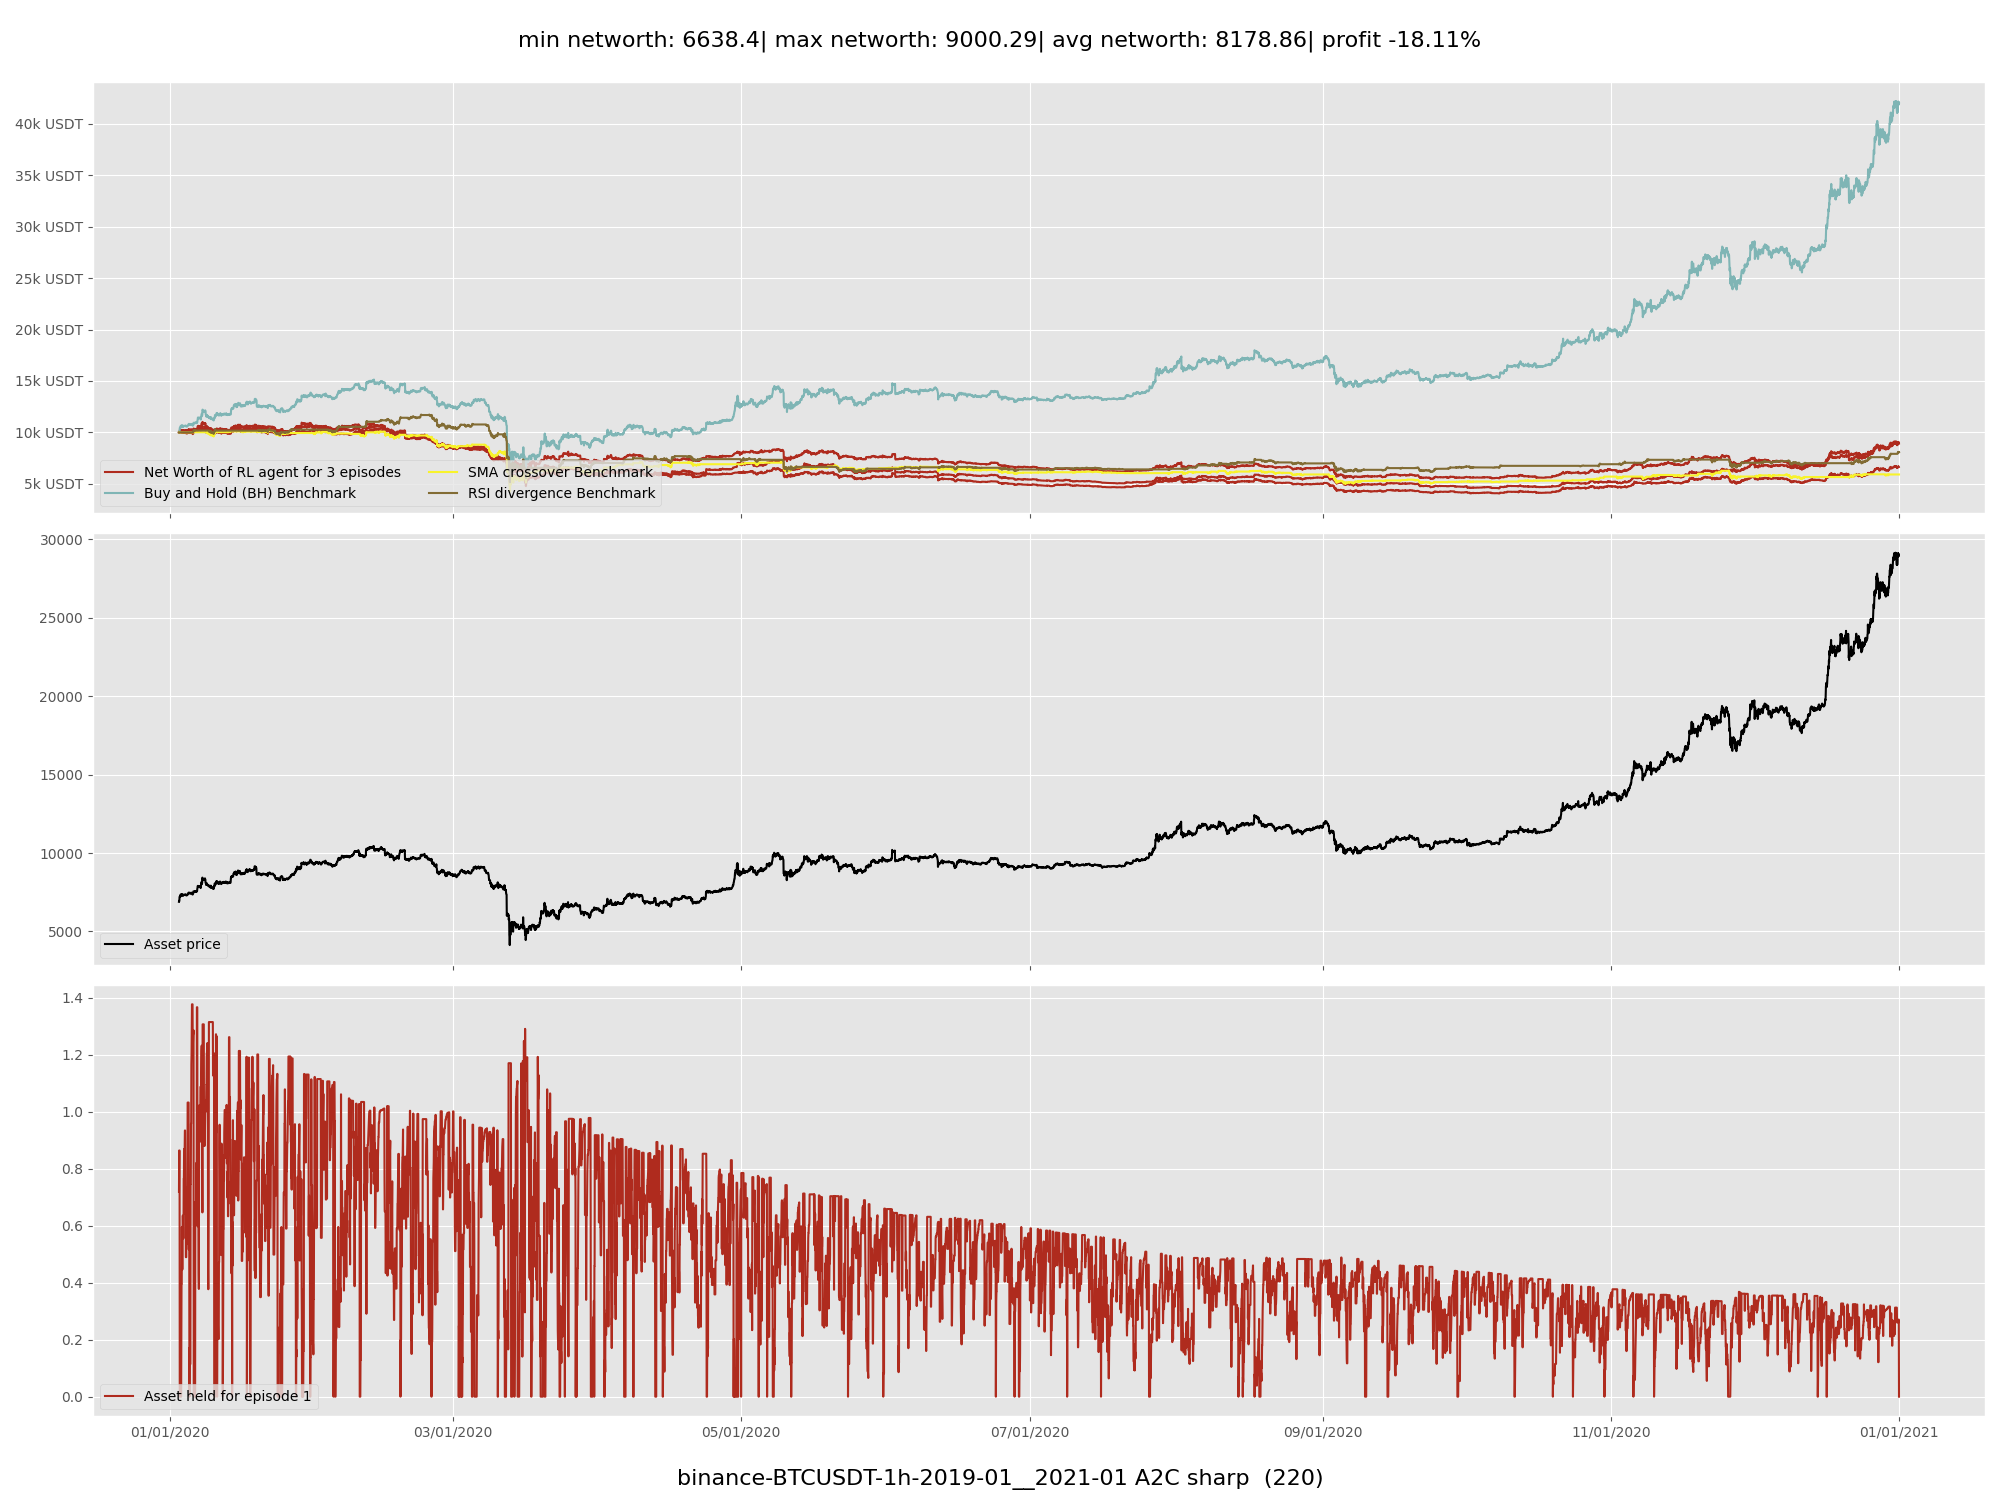 min networth: 6638.4| max networth: 9000.29| avg networth: 8178.86| profit -18.11%
40k USDT
35k USDT
30k USDT
25k USDT
20k USDT
15k USDT
10k USDT
5k USDT
Net Worth of RL agent for 3 episodes
Buy and Hold (BH) Benchmark
SMA crossover Benchmark
RSI divergence Benchmark
30000
25000
20000
15000
10000
5000
Asset price
1.4
1.2
1.0
0.8
0.6
0.4
0.2
0.0
Asset held for episode 1
01/01/2020 03/01/2020 05/01/2020 07/01/2020 09/01/2020 11/01/2020 01/01/2021
binance-BTCUSDT-1h-2019-01__2021-01 A2C sharp  (220)